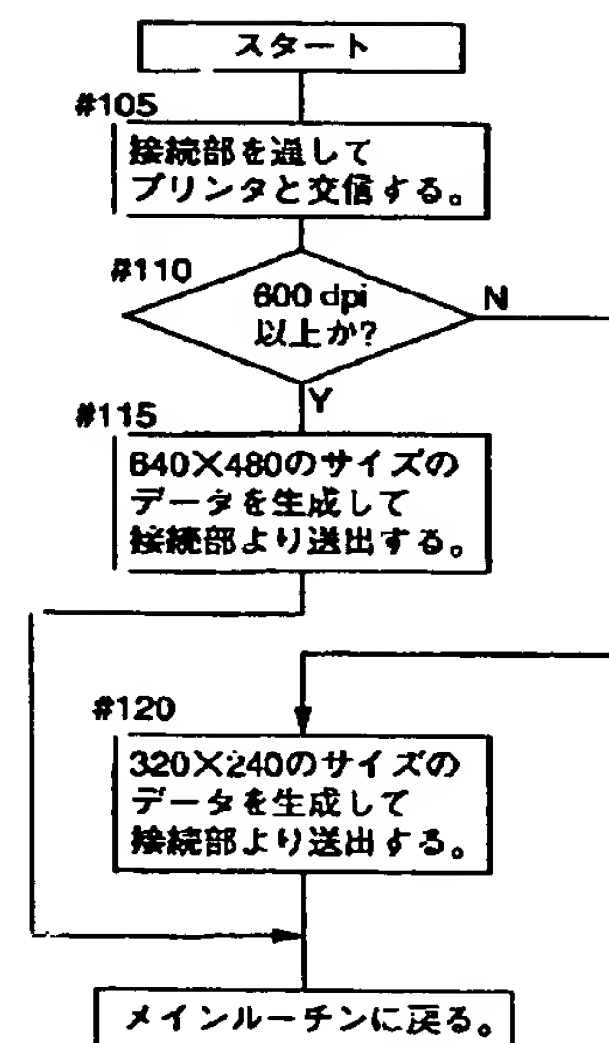 スタート
#105
接続部を通して
プリンタと交信する。
#110
600 dpi
以上か?
N
Y
#115
640×480のサイズの
データを生成して
接続部より送出する。
#120
320×240のサイズの
データを生成して
接続部より送出する。
メインルーチンに戻る。